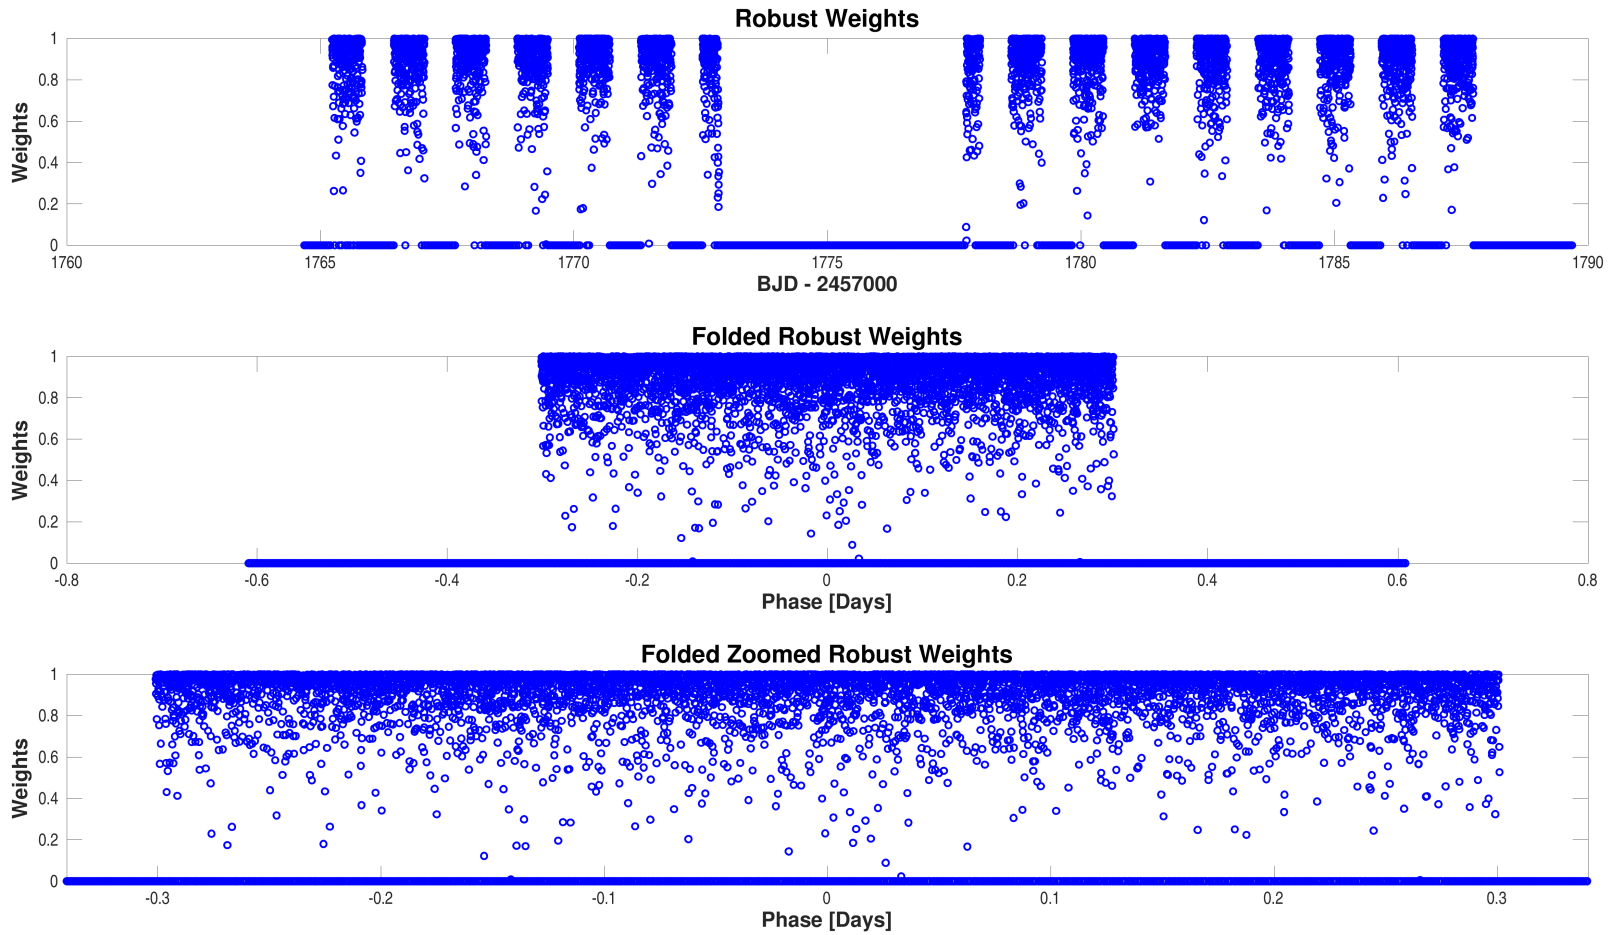 Robust Weights
1
0.8
0.6
0.4
0.2
0
Weights
1760 1765 1770 1775 1780 1785 1790
BJD - 2457000
Folded Robust Weights
1
0.8
0.6
0.4
0.2
0
Weights
-0.8 -0.6 -0.4 -0.2 0 0.2 0.4 0.6 0.8
Phase [Days]
Folded Zoomed Robust Weights
1
0.8
0.6
0.4
0.2
0
Weights
-0.3 -0.2 -0.1 0 0.1 0.2 0.3
Phase [Days]